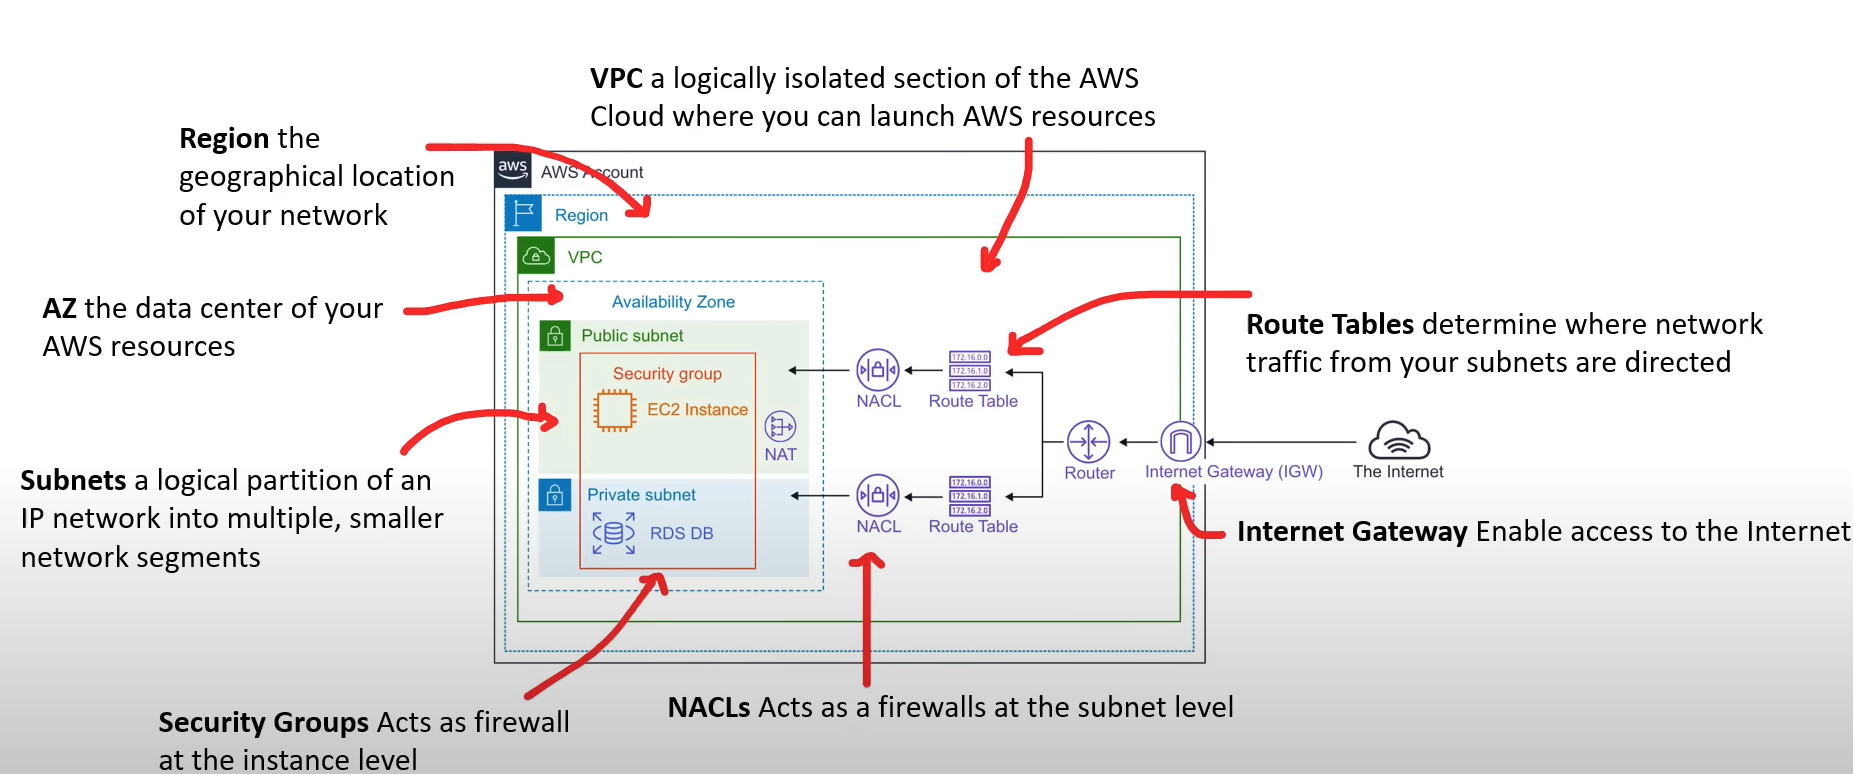 VPC a logically isolated section of the AWS
Cloud where you can launch AWS resources
Region the
geographical location
of your network
aws
AWS Account
Region
VPC
AZ the data center of your
AWS resources
Availability Zone
Public subnet
Security group
EC2 Instance
NAT
NACL
172.16.0.0
172.16.1.0
172.16.2.0
Route Table
Route Tables determine where network
traffic from your subnets are directed
Router
Internet Gateway (IGW)
The Internet
Subnets a logical partition of an
IP network into multiple, smaller
network segments
Private subnet
RDS DB
NACL
172.16.0.0
172.16.1.0
172.16.2.0
Route Table
Internet Gateway Enable access to the Internet
Security Groups Acts as firewall
at the instance level
NACLs Acts as a firewalls at the subnet level